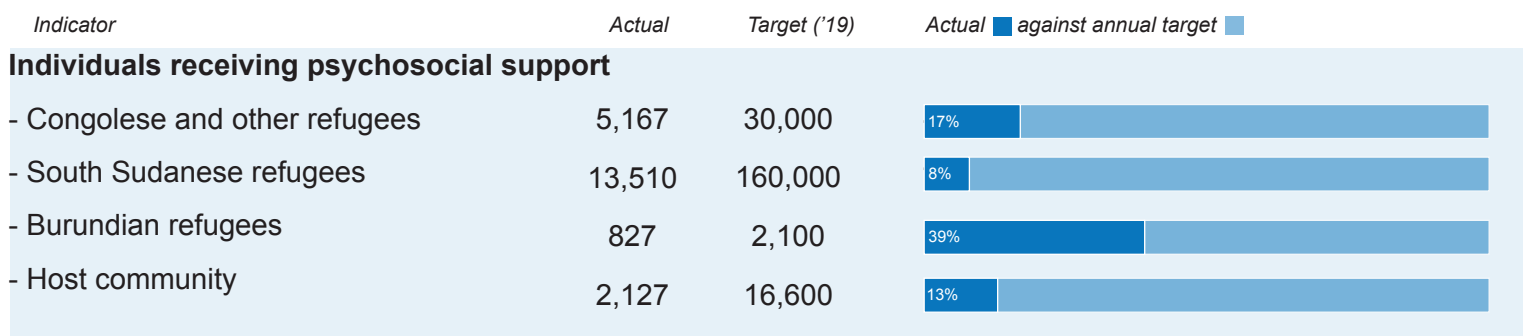 Indicator Actual Target ('19) Actual against annual target
Individuals receiving psychosocial support
- Congolese and other refugees 5,167 30,000 17%
- South Sudanese refugees 13,510 160,000 8%
- Burundian refugees 827 2,100 39%
- Host community 2,127 16,600 13%